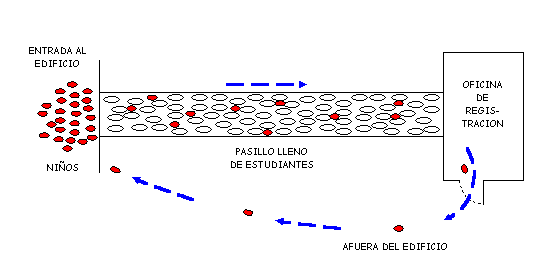 ENTRADA AL
EDIFICIO
NIÑOS
PASILLO LLENO
DE ESTUDIANTES
OFICINA
DE
REGIS-
TRACION
AFUERA DEL EDIFICIO